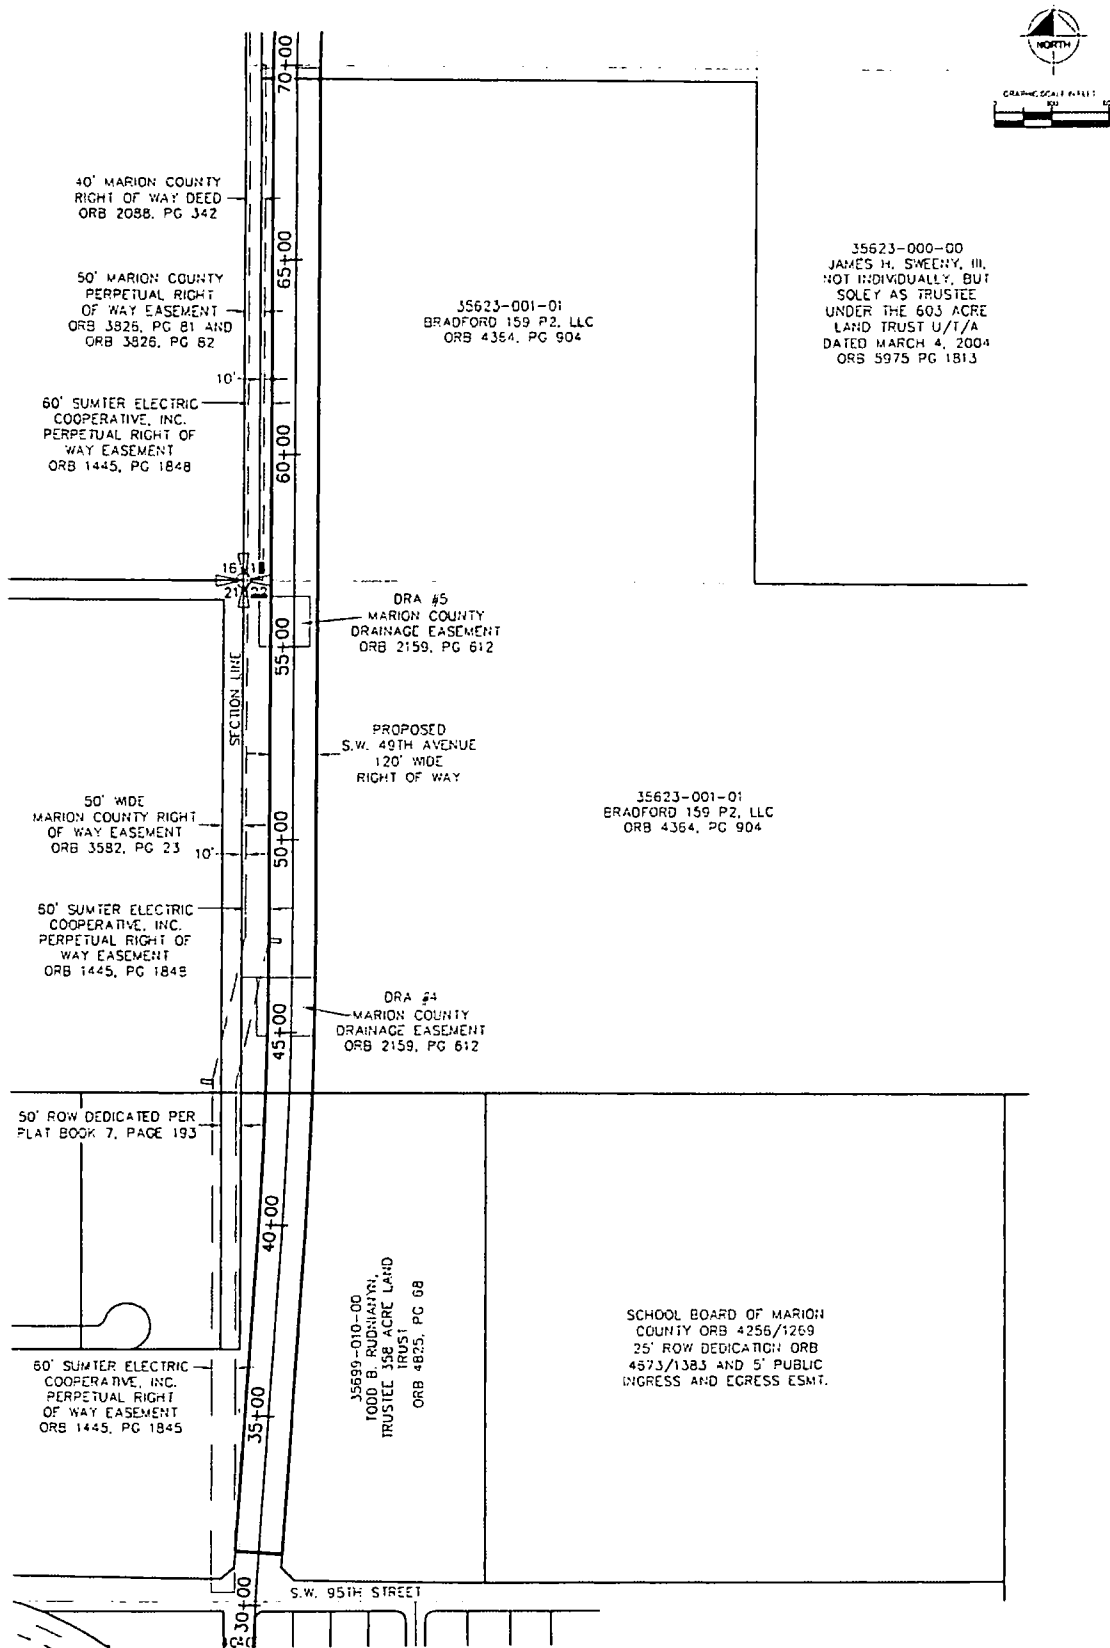 NORTH
GRAPHIC SCALE IN FEET
70+00
40' MARION COUNTY
RIGHT OF WAY DEED
ORB 2088, PG 342
65+00
50' MARION COUNTY
PERPETUAL RIGHT
OF WAY EASEMENT
ORB 3826, PG 81 AND
ORB 3826, PG 82
35623-001-01
BRADFORD 159 P2, LLC
ORB 4364, PG 904
35623-000-00
JAMES H. SWEENY, III,
NOT INDIVIDUALLY, BUT
SOLEY AS TRUSTEE
UNDER THE 603 ACRE
LAND TRUST U/T/A
DATED MARCH 4, 2004
ORB 5975 PG 1813
10'
60' SUMTER ELECTRIC
COOPERATIVE, INC.
PERPETUAL RIGHT OF
WAY EASEMENT
ORB 1445, PG 1848
60+00
16
21 22
DRA #5
MARION COUNTY
DRAINAGE EASEMENT
ORB 2159, PG 612
55+00
SECTION LINE
PROPOSED
S.W. 49TH AVENUE
120' WIDE
RIGHT OF WAY
50' WIDE
MARION COUNTY RIGHT
OF WAY EASEMENT
ORB 3582, PG 23
10'
50+00
35623-001-01
BRADFORD 159 P2, LLC
ORB 4364, PG 904
60' SUMTER ELECTRIC
COOPERATIVE, INC.
PERPETUAL RIGHT OF
WAY EASEMENT
ORB 1445, PG 1848
DRA #4
MARION COUNTY
DRAINAGE EASEMENT
ORB 2159, PG 612
45+00
50' ROW DEDICATED PER
PLAT BOOK 7, PAGE 193
40+00
35699-010-00
TODD B. RUDNIANYN,
TRUSTEE 358 ACRE LAND
TRUST
ORB 4825, PG 68
SCHOOL BOARD OF MARION
COUNTY ORB 4256/1269
25' ROW DEDICATION ORB
4673/1383 AND 5' PUBLIC
INGRESS AND EGRESS ESMT.
60' SUMTER ELECTRIC
COOPERATIVE, INC.
PERPETUAL RIGHT
OF WAY EASEMENT
ORB 1445, PG 1845
35+00
S.W. 95TH STREET
30+00